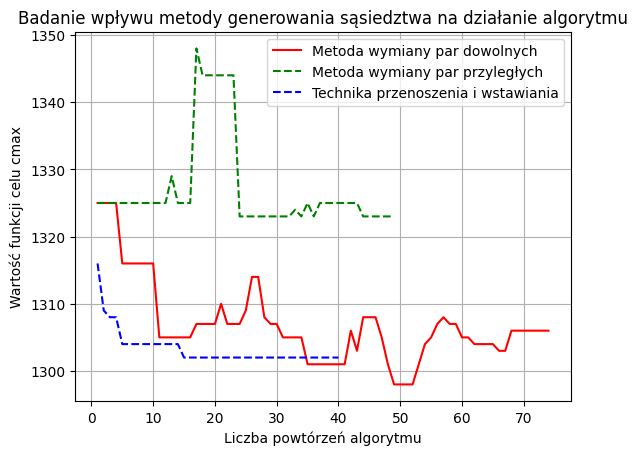 Badanie wpływu metody generowania sąsiedztwa na działanie algorytmu
Metoda wymiany par dowolnych
Metoda wymiany par przyległych
Technika przenoszenia i wstawiania
Wartość funkcji celu cmax
1350
1340
1330
1320
1310
1300
0 10 20 30 40 50 60 70
Liczba powtórzeń algorytmu